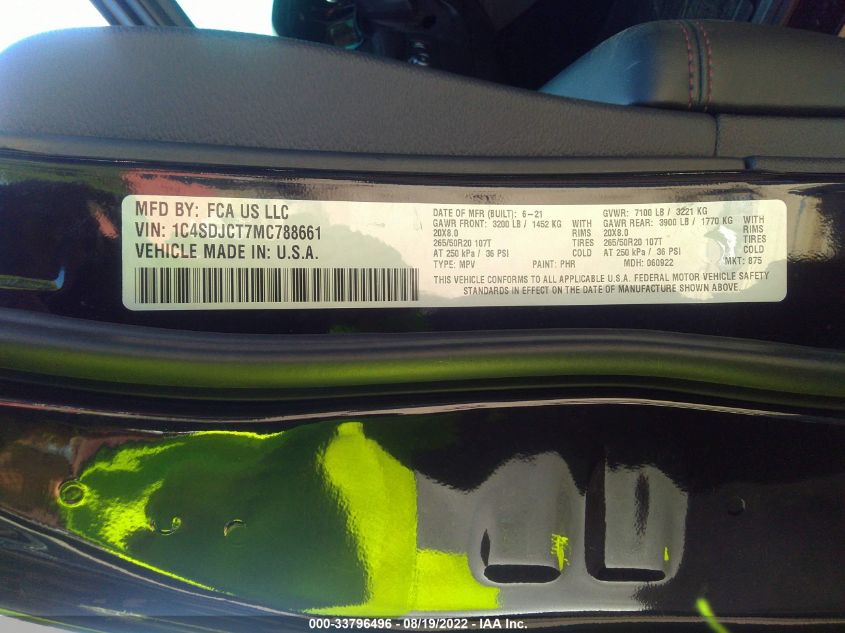 MFD BY: FCA US LLC
VIN: 1C4SDJCT7MC788661
VEHICLE MADE IN U.S.A.
DATE OF MFR (BUILT): 6-21 GVWR: 7100 LB / 3221 KG
GAWR FRONT: 3200 LB / 1452 KG WITH GAWR REAR: 3900 LB / 1770 KG WITH
20X8.0 RIMS 20X8.0 RIMS
265/50R20 107T TIRES 265/50R20 107T TIRES
AT 250 kPa / 36 PSI COLD AT 250 kPa / 36 PSI COLD
TYPE: MPV PAINT: PHR MDH: 060922 MKT: 875
THIS VEHICLE CONFORMS TO ALL APPLICABLE U.S.A. FEDERAL MOTOR VEHICLE SAFETY
STANDARDS IN EFFECT ON THE DATE OF MANUFACTURE SHOWN ABOVE.
000-33796496 - 08/19/2022 - IAA Inc.